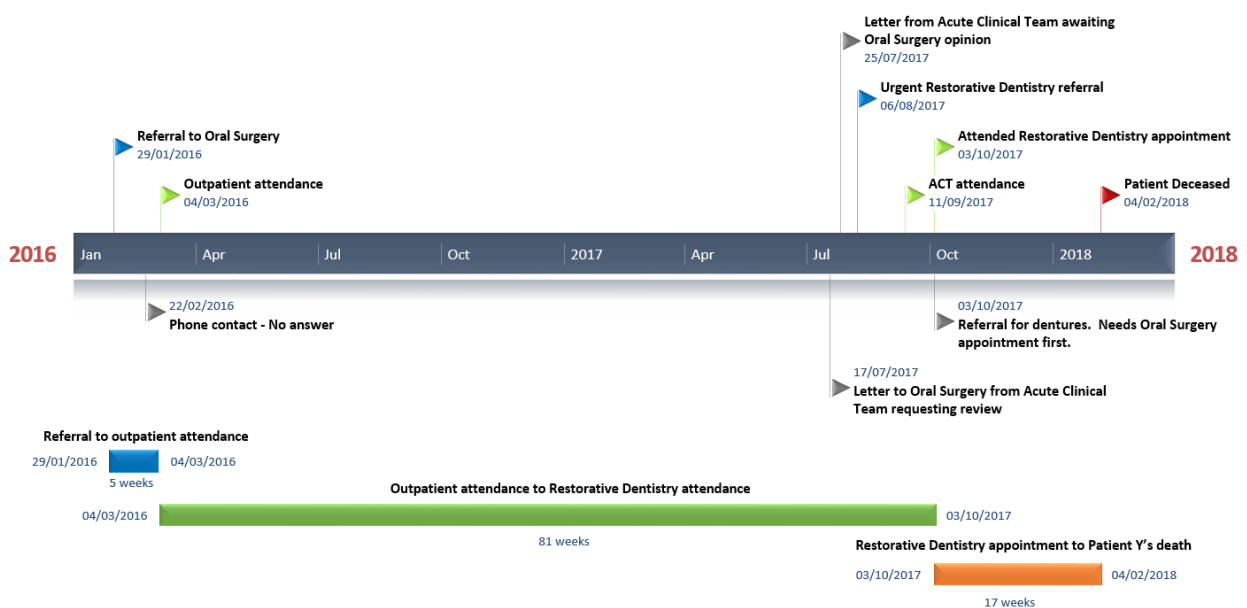 Letter from Acute Clinical Team awaiting
Oral Surgery opinion
25/07/2017
Urgent Restorative Dentistry referral
06/08/2017
Referral to Oral Surgery
29/01/2016
Attended Restorative Dentistry appointment
03/10/2017
Outpatient attendance
04/03/2016
ACT attendance
11/09/2017
Patient Deceased
04/02/2018
2016 Jan Apr Jul Oct 2017 Apr Jul Oct 2018 2018
22/02/2016
Phone contact - No answer
03/10/2017
Referral for dentures.  Needs Oral Surgery
appointment first.
17/07/2017
Letter to Oral Surgery from Acute Clinical
Team requesting review
Referral to outpatient attendance
29/01/2016 04/03/2016
5 weeks
Outpatient attendance to Restorative Dentistry attendance
04/03/2016 03/10/2017
81 weeks
Restorative Dentistry appointment to Patient Y’s death
03/10/2017 04/02/2018
17 weeks